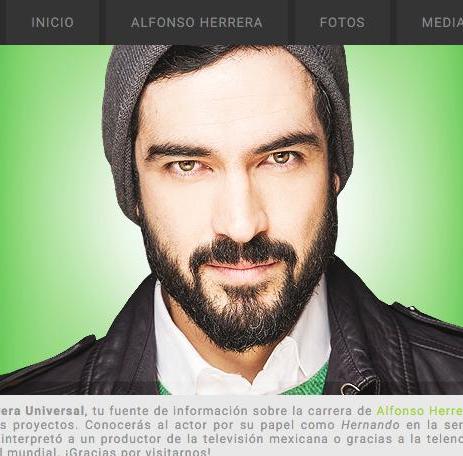 INICIO ALFONSO HERRERA FOTOS MEDIA
era Universal, tu fuente de información sobre la carrera de Alfonso Herre
s proyectos. Conocerás al actor por su papel como Hernando en la ser
interpretó a un productor de la televisión mexicana o gracias a la teleno
l mundial. ¡Gracias por visitarnos!